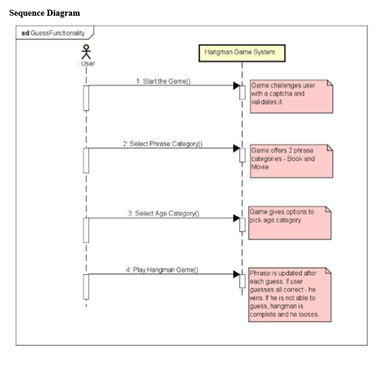 Sequence Diagram
sd GuessFunctionality
Hangman Game System
User
1: Start the Game()
Game challenges user
with a captcha and
validates it
2: Select Phrase Category()
Game offers 2 phrase
categories - Book and
Movie
3: Select Age Category()
Game gives options to
pick age category
4: Play Hangman Game()
Phrase is updated after
each guess. if user
guesses all correct - he
wins. If he is not able to
guess, hangman is
complete and he looses.